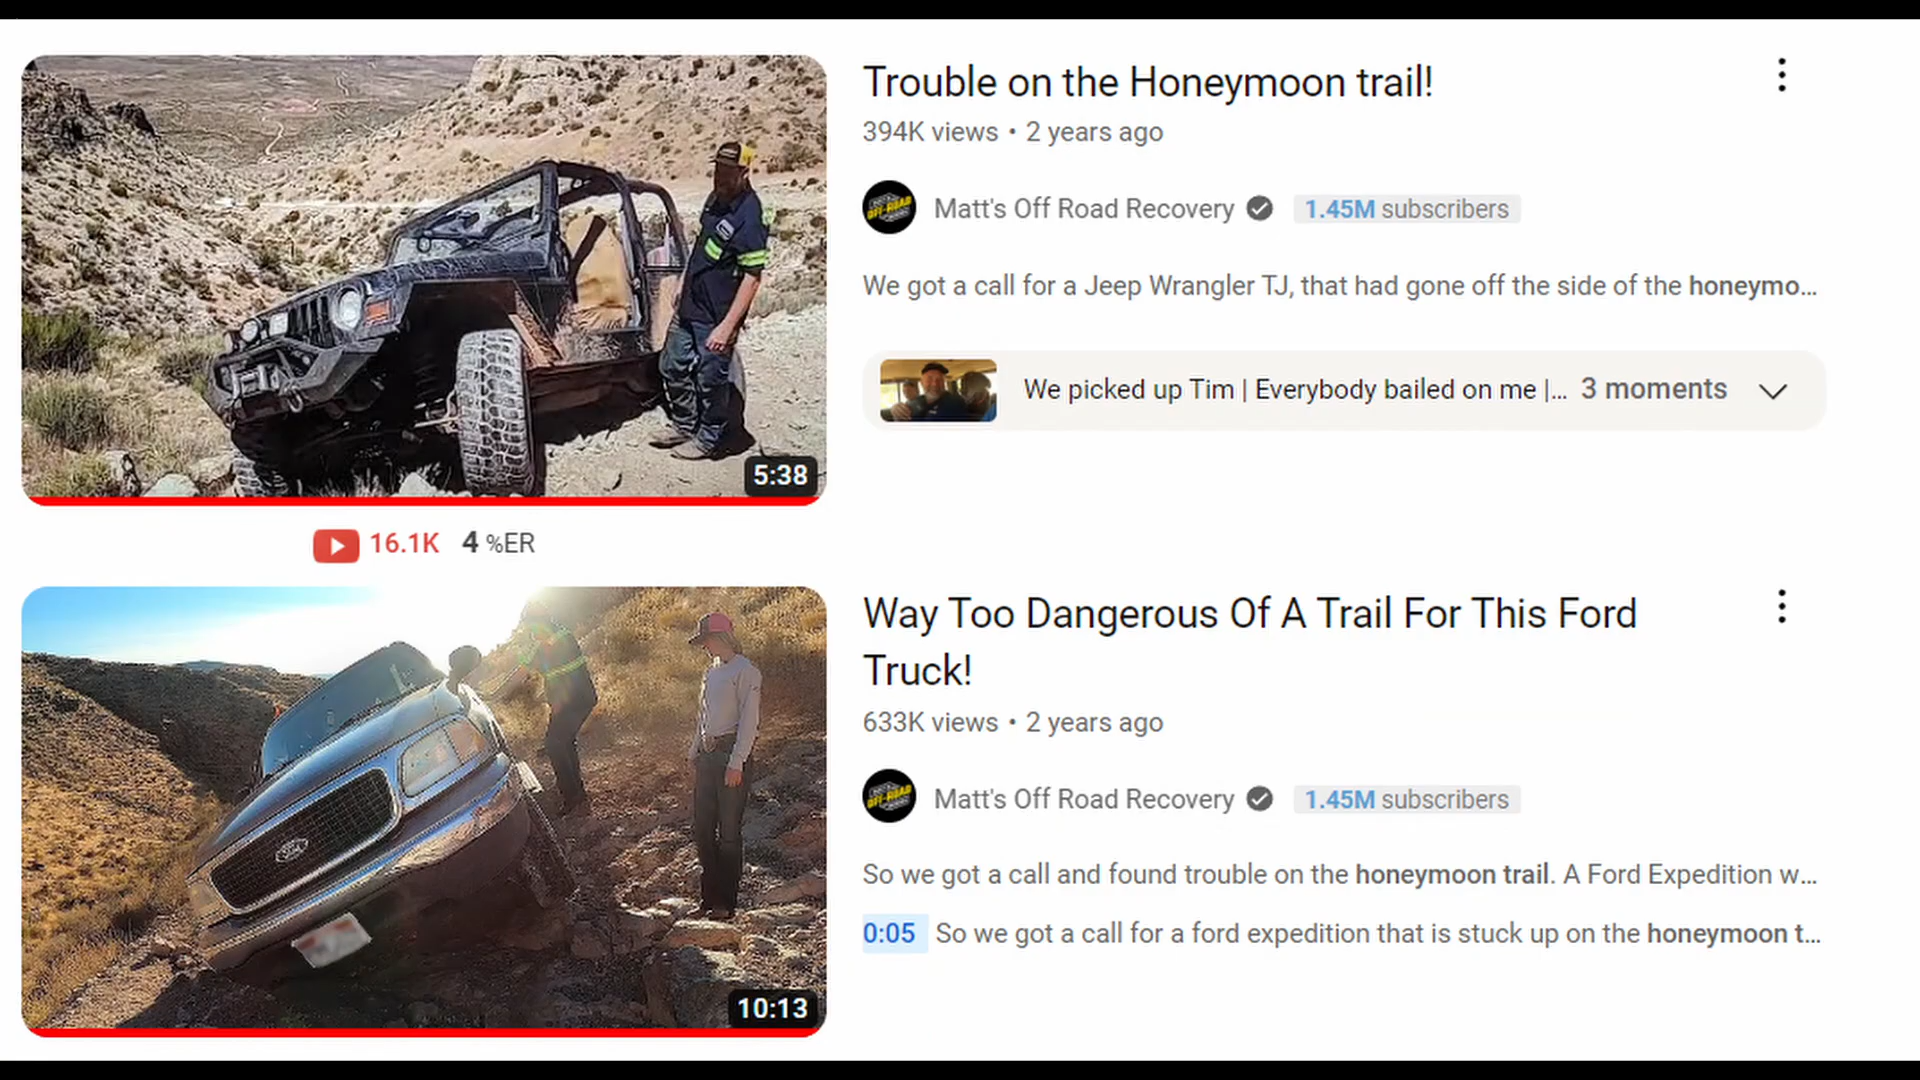 Trouble on the Honeymoon trail!
394K views • 2 years ago
Matt's Off Road Recovery
1.45M subscribers
We got a call for a Jeep Wrangler TJ, that had gone off the side of the honeymo...
We picked up Tim | Everybody bailed on me |... 3 moments
5:38
16.1K 4 %ER
Way Too Dangerous Of A Trail For This Ford
Truck!
633K views • 2 years ago
OFF-ROAD
Matt's Off Road Recovery
1.45M subscribers
So we got a call and found trouble on the honeymoon trail. A Ford Expedition w...
0:05 So we got a call for a ford expedition that is stuck up on the honeymoon t...
10:13